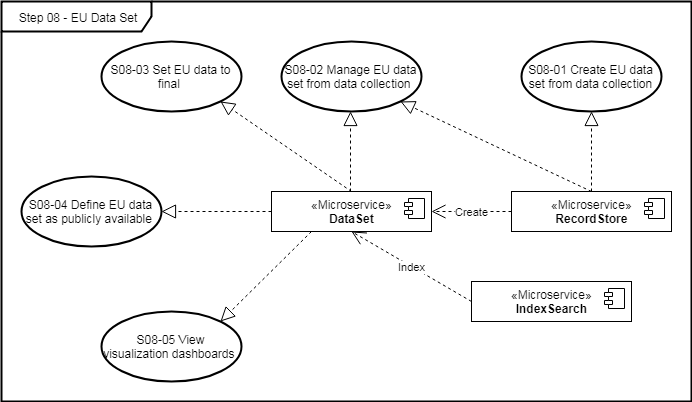 Step 08 - EU Data Set
S08-03 Set EU data to
final
S08-02 Manage EU data
set from data collection
S08-01 Create EU data
set from data collection
S08-04 Define EU data
set as publicly available
«Microservice»
DataSet
Create
«Microservice»
RecordStore
Index
«Microservice»
IndexSearch
S08-05 View
visualization dashboards